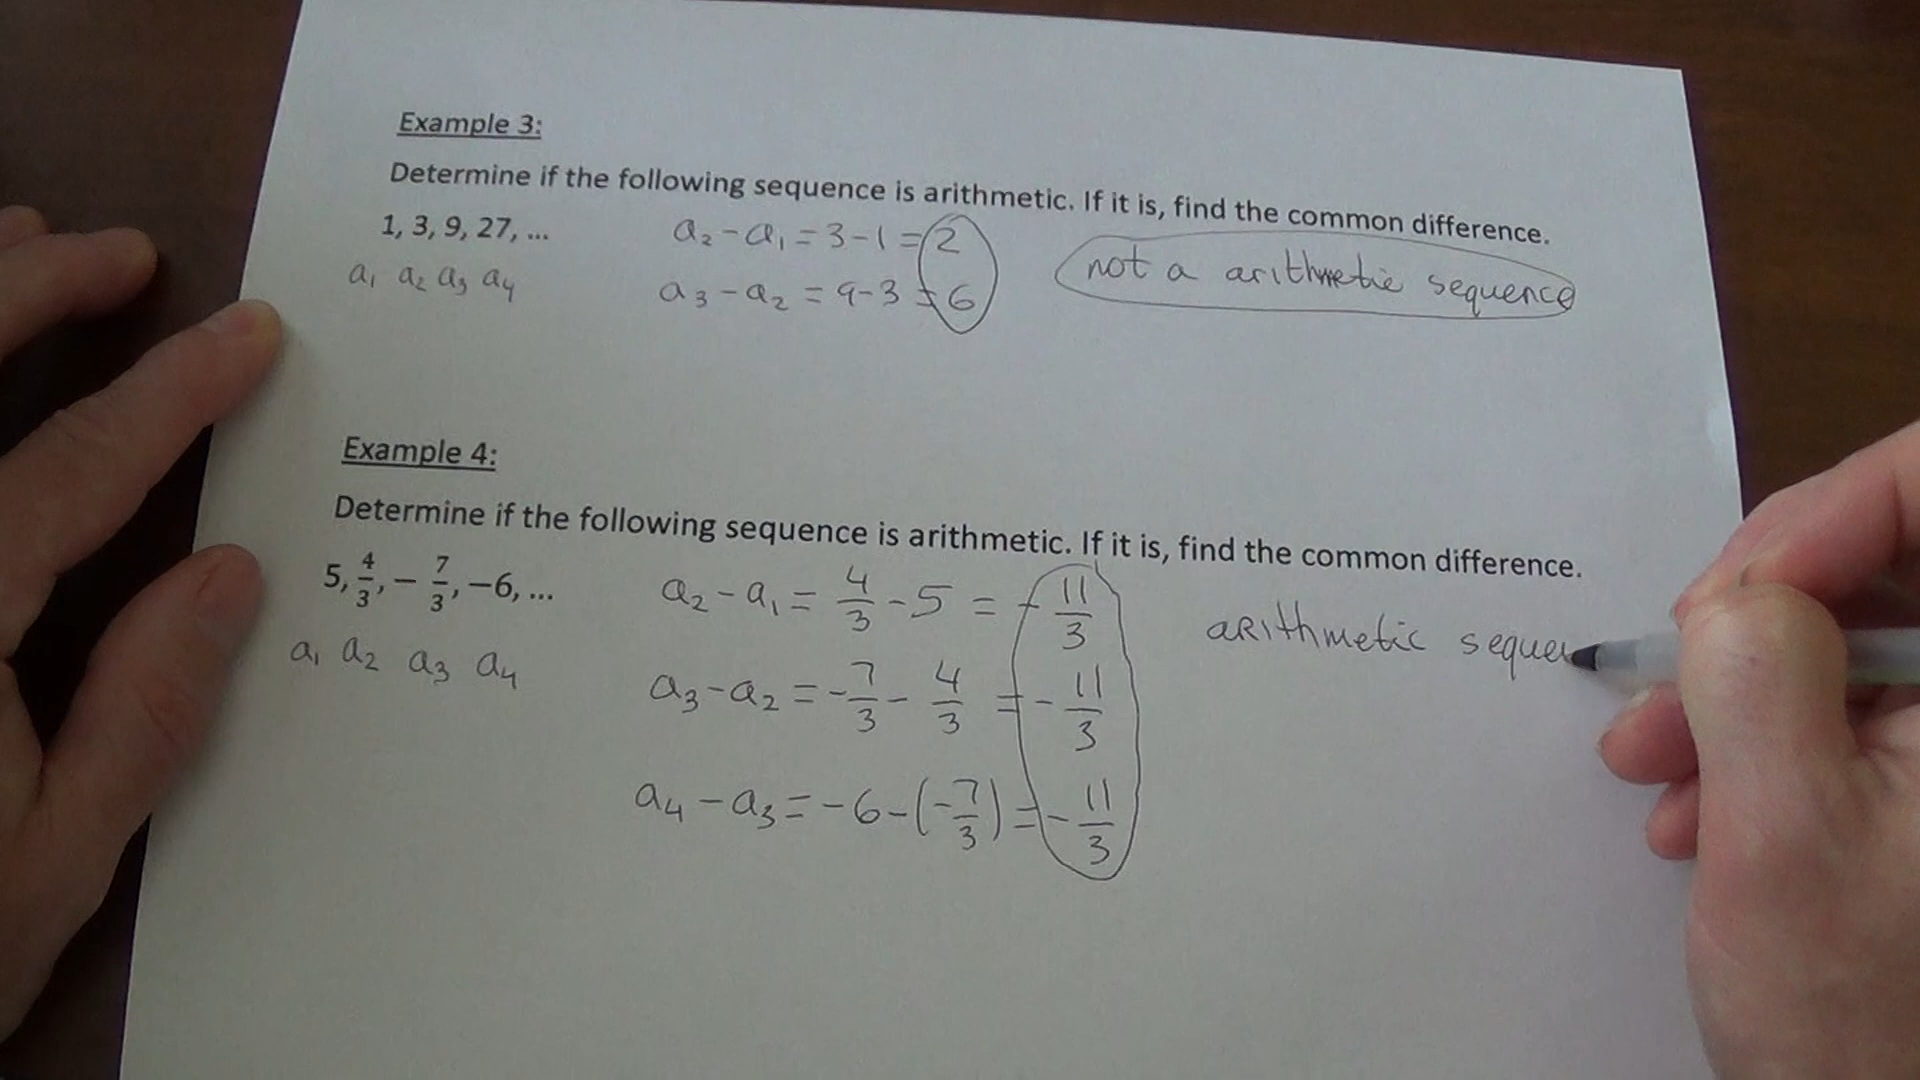 Example 3:
Determine if the following sequence is arithmetic. If it is, find the common difference.
1, 3, 9, 27, ...
a₁ a₂ a₃ a₄
a₂ - a₁ = 3 - 1 = 2
a₃ - a₂ = 9 - 3 = 6
not a arithmetic sequence
Example 4:
Determine if the following sequence is arithmetic. If it is, find the common difference.
5, 4/3, - 7/3, -6, ...
a₁ a₂ a₃ a₄
a₂ - a₁ = 4/3 - 5 = - 11/3
a₃ - a₂ = - 7/3 - 4/3 = - 11/3
a₄ - a₃ = -6 - (- 7/3) = - 11/3
arithmetic sequen